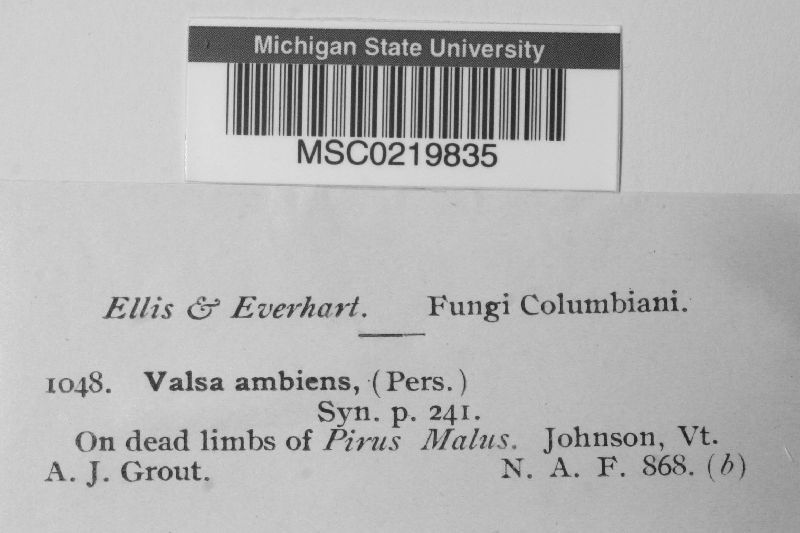 Michigan State University
MSC0219835
Ellis & Everhart. Fungi Columbiani.
1048. Valsa ambiens, (Pers.)
Syn. p. 241.
On dead limbs of Pirus Malus. Johnson, Vt.
A. J. Grout. N. A. F. 868. (b)